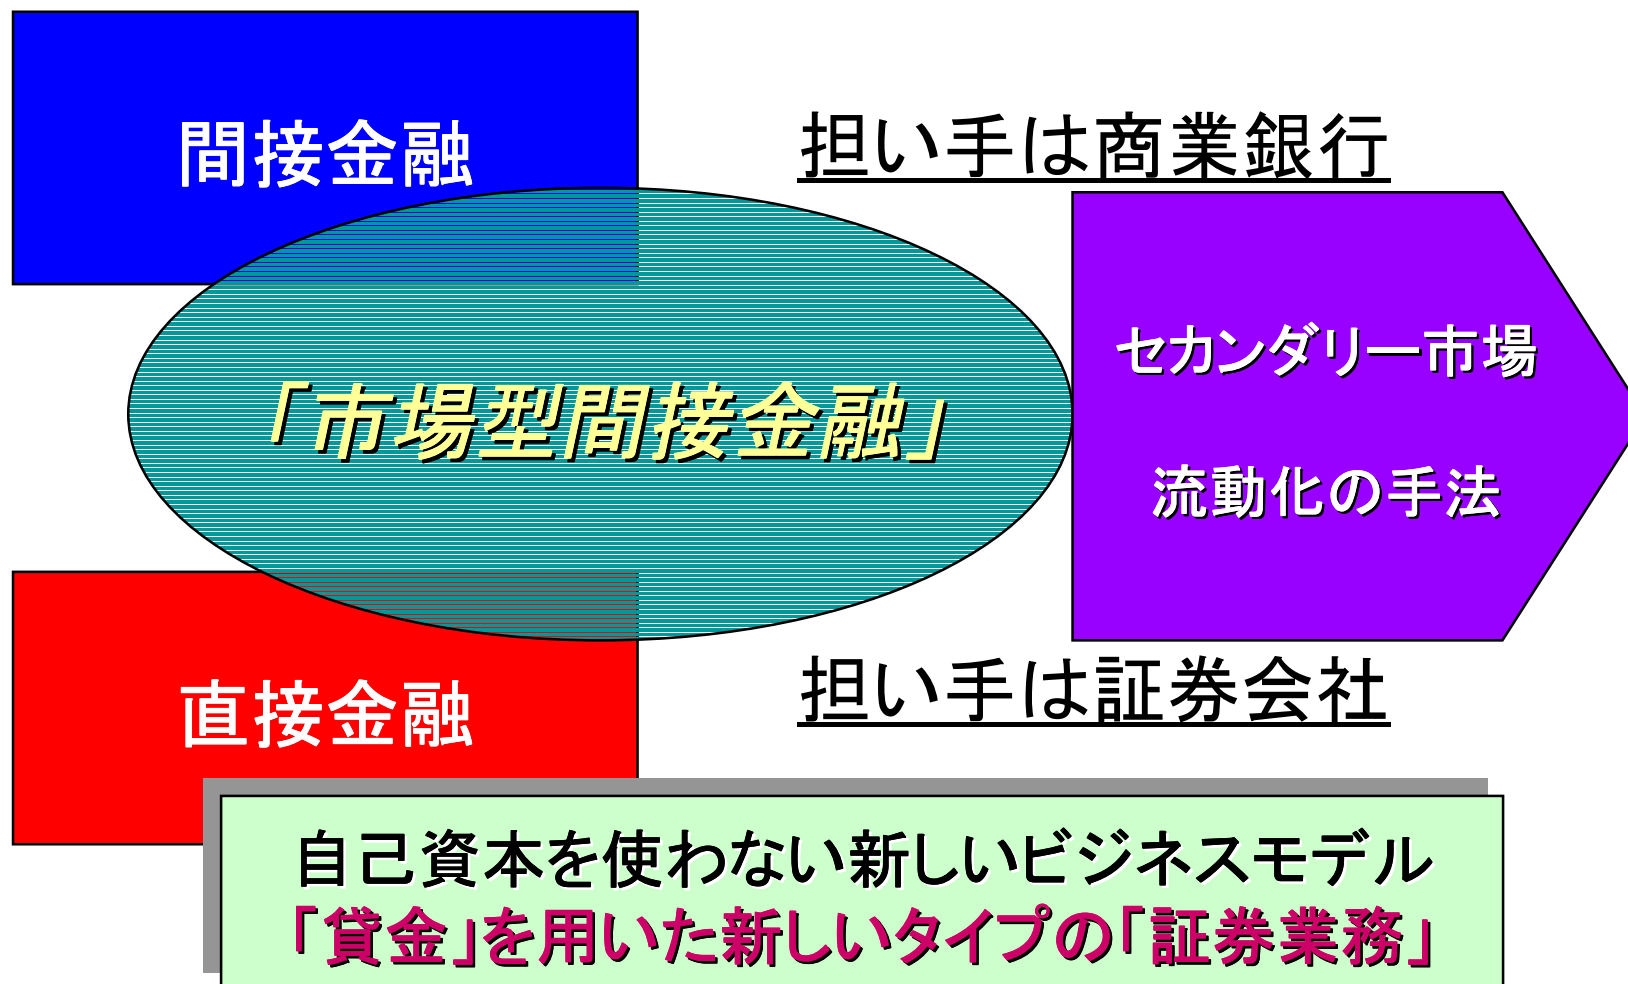 間接金融
担い手は商業銀行
「市場型間接金融」
セカンダリー市場
流動化の手法
直接金融
担い手は証券会社
自己資本を使わない新しいビジネスモデル
「貸金」を用いた新しいタイプの「証券業務」